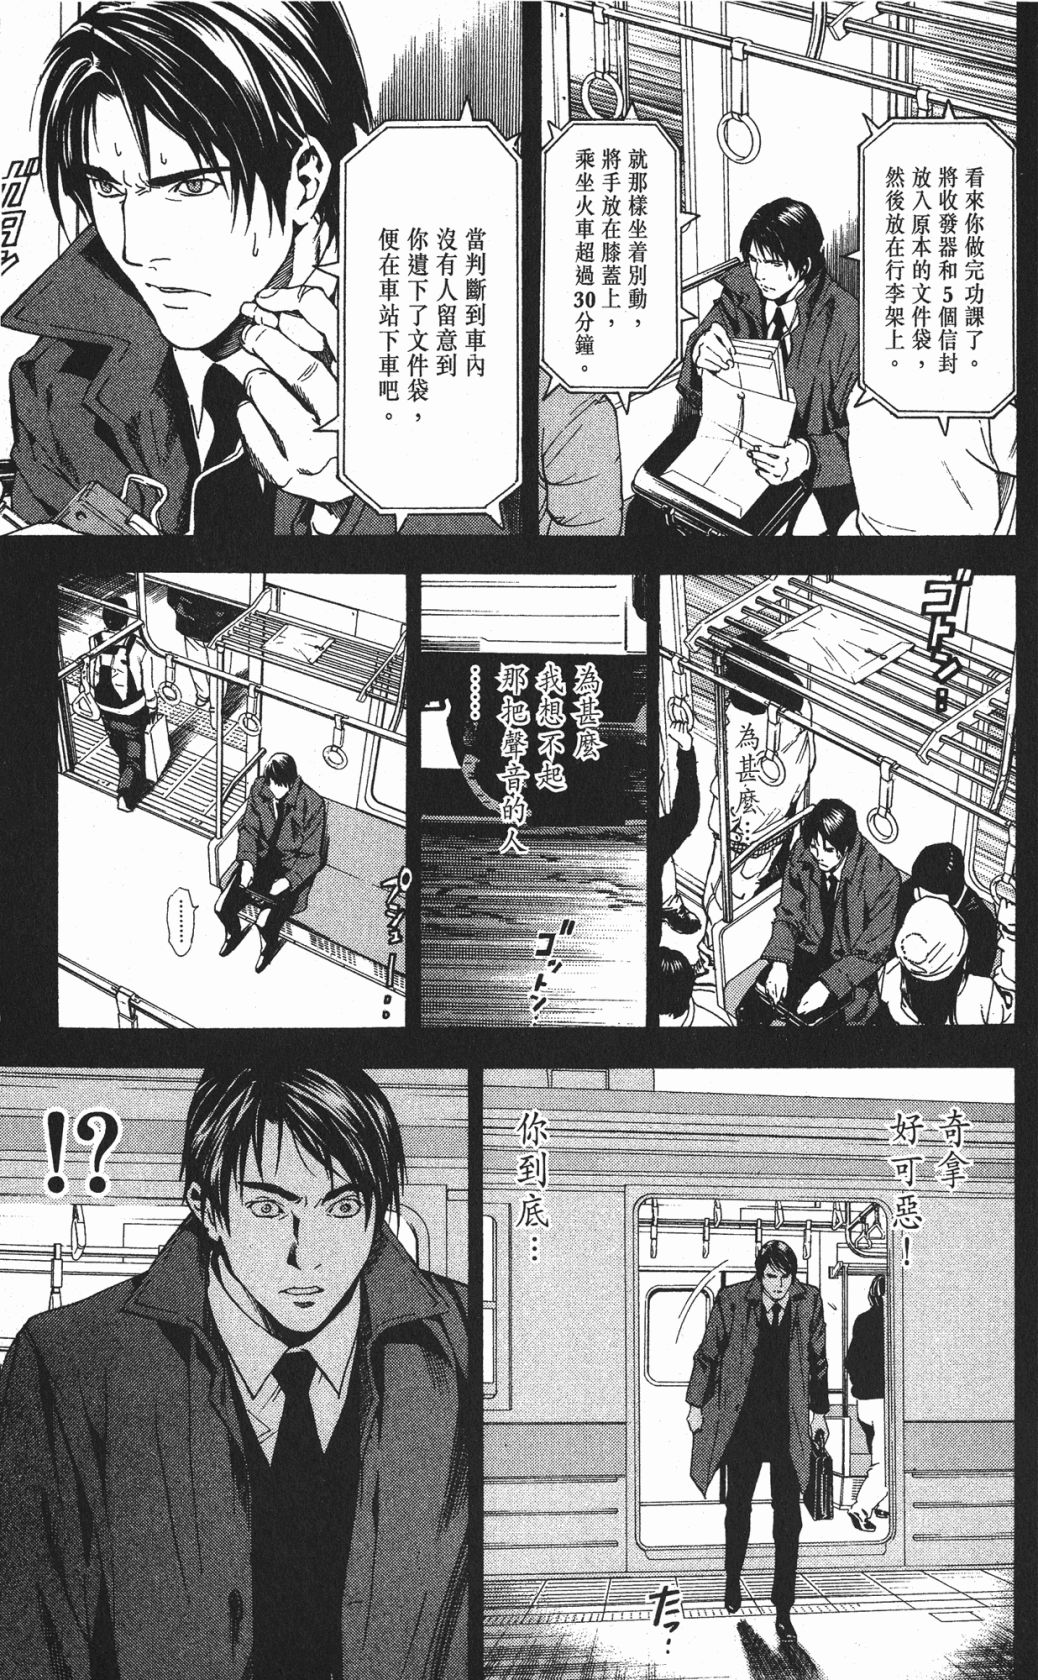 看來你做完功課了。
將收發器和5個信封
放入原本的文件袋，
然後放在行李架上。
就那樣坐着別動，
將手放在膝蓋上，
乘坐火車超過30分鐘。
當判斷到車內
沒有人留意到
你遺下了文件袋，
便在車站下車吧。
ガタン
ゴトン…
為甚麼…
為甚麼
我想不起
那把聲音的人
……
ガゴットン
………
プシュー…
奇拿
好可惡！
你到底…
たっ…
!?